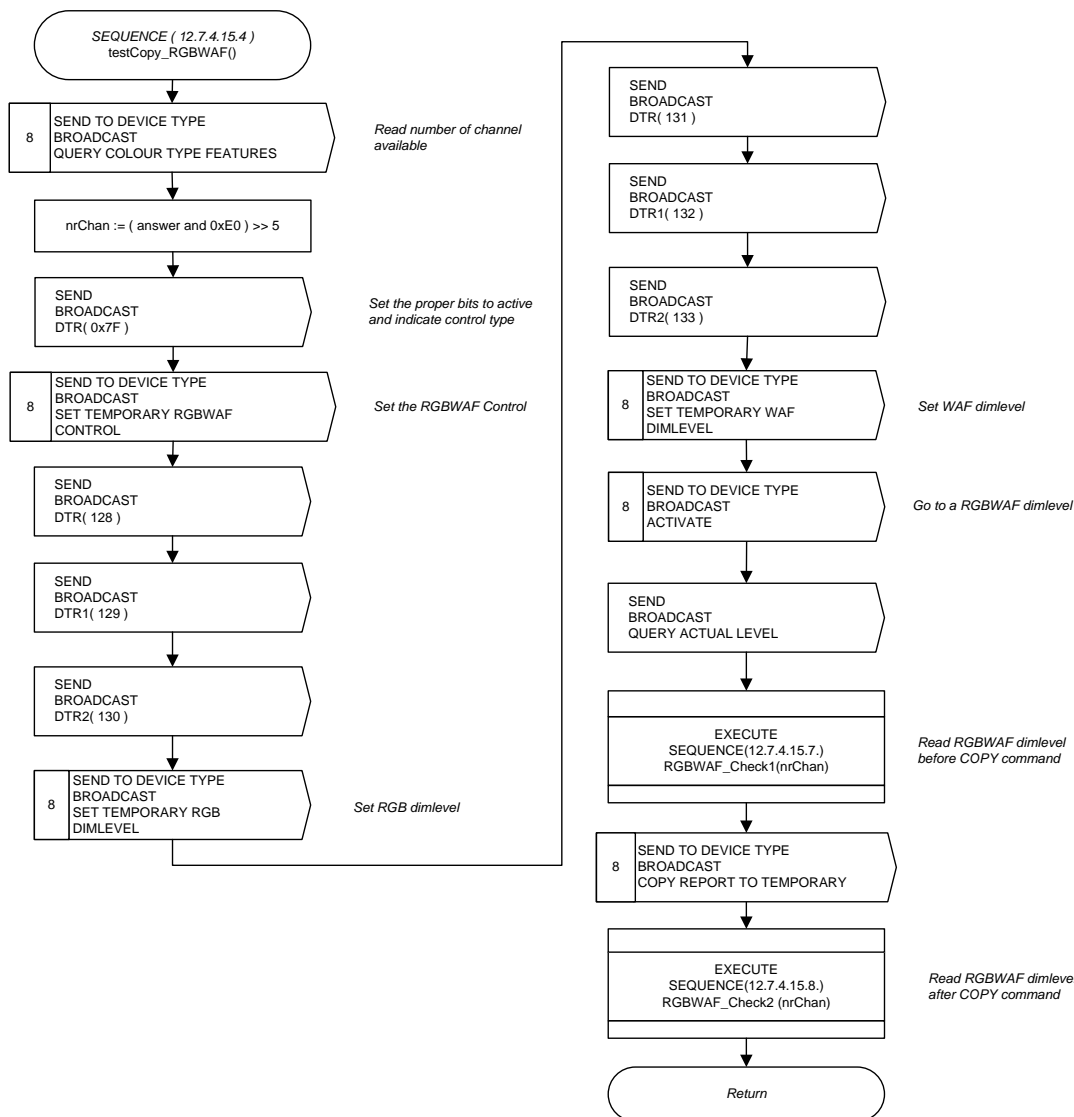 SEQUENCE ( 12.7.4.15.4 )
testCopy_RGBWAF()
8
SEND TO DEVICE TYPE
BROADCAST
QUERY COLOUR TYPE FEATURES
Read number of channel
available
nrChan := ( answer and 0xE0 ) >> 5
SEND
BROADCAST
DTR( 0x7F )
Set the proper bits to active
and indicate control type
8
SEND TO DEVICE TYPE
BROADCAST
SET TEMPORARY RGBWAF
CONTROL
Set the RGBWAF Control
SEND
BROADCAST
DTR( 128 )
SEND
BROADCAST
DTR1( 129 )
SEND
BROADCAST
DTR2( 130 )
8
SEND TO DEVICE TYPE
BROADCAST
SET TEMPORARY RGB
DIMLEVEL
Set RGB dimlevel
SEND
BROADCAST
DTR( 131 )
SEND
BROADCAST
DTR1( 132 )
SEND
BROADCAST
DTR2( 133 )
8
SEND TO DEVICE TYPE
BROADCAST
SET TEMPORARY WAF
DIMLEVEL
Set WAF dimlevel
8
SEND TO DEVICE TYPE
BROADCAST
ACTIVATE
Go to a RGBWAF dimlevel
SEND
BROADCAST
QUERY ACTUAL LEVEL
EXECUTE
SEQUENCE(12.7.4.15.7.)
RGBWAF_Check1(nrChan)
Read RGBWAF dimlevel
before COPY command
8
SEND TO DEVICE TYPE
BROADCAST
COPY REPORT TO TEMPORARY
EXECUTE
SEQUENCE(12.7.4.15.8.)
RGBWAF_Check2 (nrChan)
Read RGBWAF dimleve
after COPY command
Return